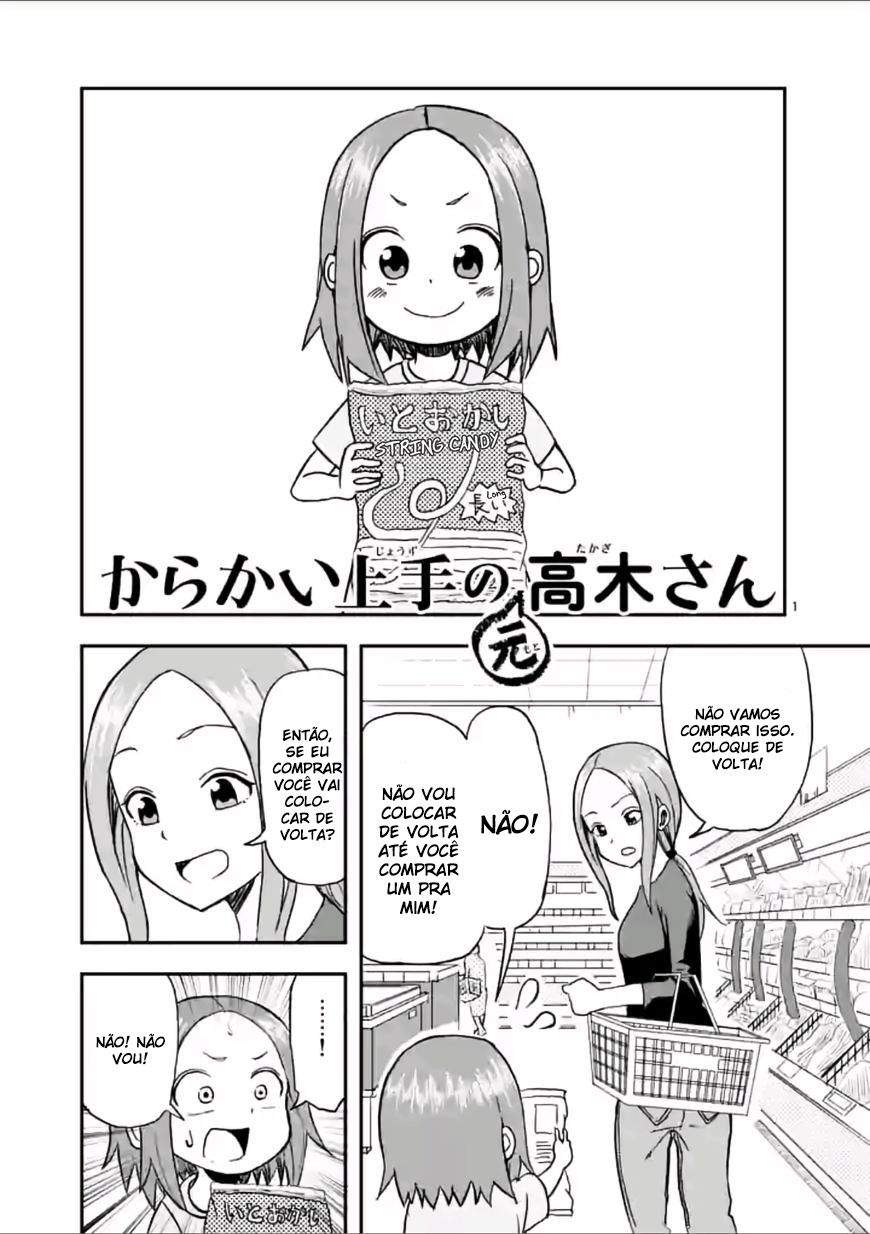 いとおかし
STRING CANDY
Long
長い
じょうず
たかぎ
からかい上手の高木さん
元
もと
1
NÃO VAMOS
COMPRAR ISSO.
COLOQUE DE
VOLTA!
NÃO!
NÃO VOU
COLOCAR
DE VOLTA
ATÉ VOCÊ
COMPRAR
UM PRA
MIM!
ENTÃO,
SE EU
COMPRAR
VOCÊ VAI
COLO-
CAR DE
VOLTA?
.........
NÃO! NÃO
VOU!
いとおかし